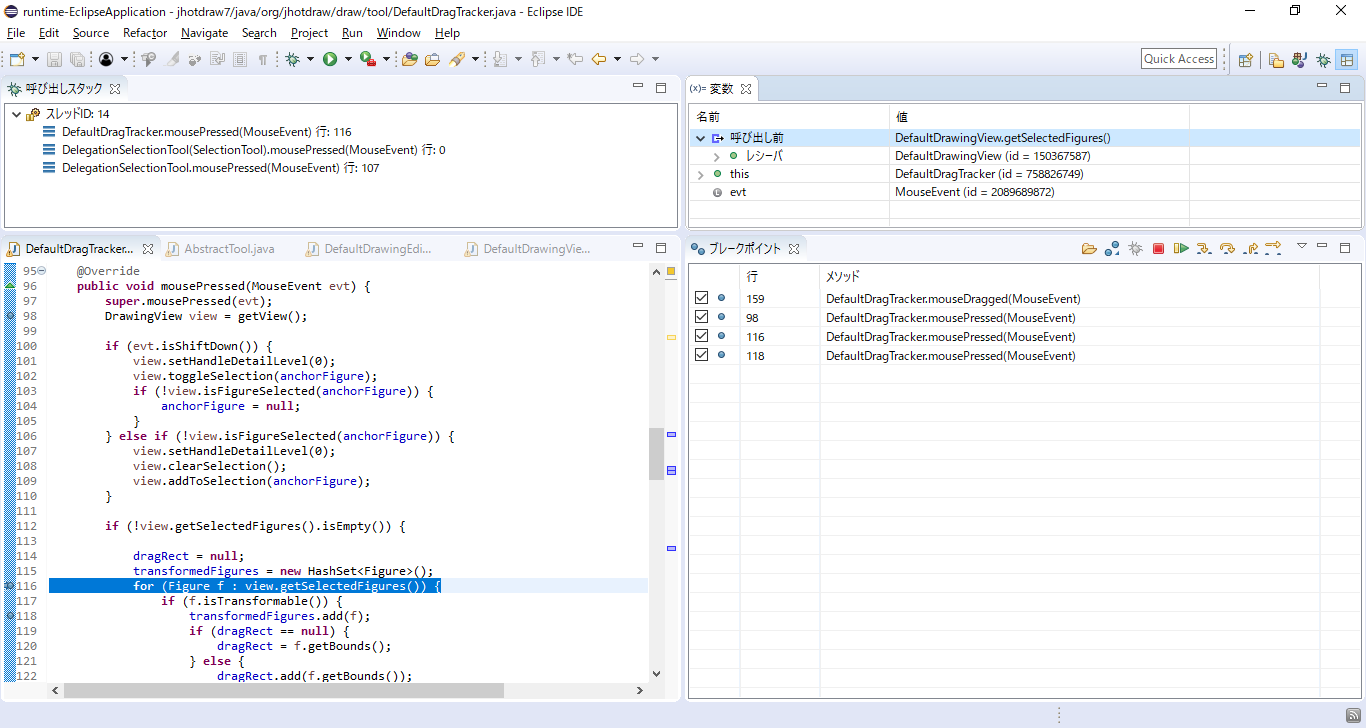 runtime-EclipseApplication - jhotdraw7/java/org/jhotdraw/draw/tool/DefaultDragTracker.java - Eclipse IDE
File Edit Source Refactor Navigate Search Project Run Window Help
Quick Access
呼び出しスタック
スレッドID: 14
DefaultDragTracker.mousePressed(MouseEvent) 行: 116
DelegationSelectionTool(SelectionTool).mousePressed(MouseEvent) 行: 0
DelegationSelectionTool.mousePressed(MouseEvent) 行: 107
(x)= 変数
名前 値
呼び出し前 DefaultDrawingView.getSelectedFigures()
レシーバ DefaultDrawingView (id = 150367587)
this DefaultDragTracker (id = 758826749)
evt MouseEvent (id = 2089689872)
DefaultDragTracker... AbstractTool.java DefaultDrawingEdi... DefaultDrawingVie...
95 @Override
96 public void mousePressed(MouseEvent evt) {
97 super.mousePressed(evt);
98 DrawingView view = getView();
99
100 if (evt.isShiftDown()) {
101 view.setHandleDetailLevel(0);
102 view.toggleSelection(anchorFigure);
103 if (!view.isFigureSelected(anchorFigure)) {
104 anchorFigure = null;
105 }
106 } else if (!view.isFigureSelected(anchorFigure)) {
107 view.setHandleDetailLevel(0);
108 view.clearSelection();
109 view.addToSelection(anchorFigure);
110 }
111
112 if (!view.getSelectedFigures().isEmpty()) {
113
114 dragRect = null;
115 transformedFigures = new HashSet<Figure>();
116 for (Figure f : view.getSelectedFigures()) {
117 if (f.isTransformable()) {
118 transformedFigures.add(f);
119 if (dragRect == null) {
120 dragRect = f.getBounds();
121 } else {
122 dragRect.add(f.getBounds());
ブレークポイント
行 メソッド
159 DefaultDragTracker.mouseDragged(MouseEvent)
98 DefaultDragTracker.mousePressed(MouseEvent)
116 DefaultDragTracker.mousePressed(MouseEvent)
118 DefaultDragTracker.mousePressed(MouseEvent)